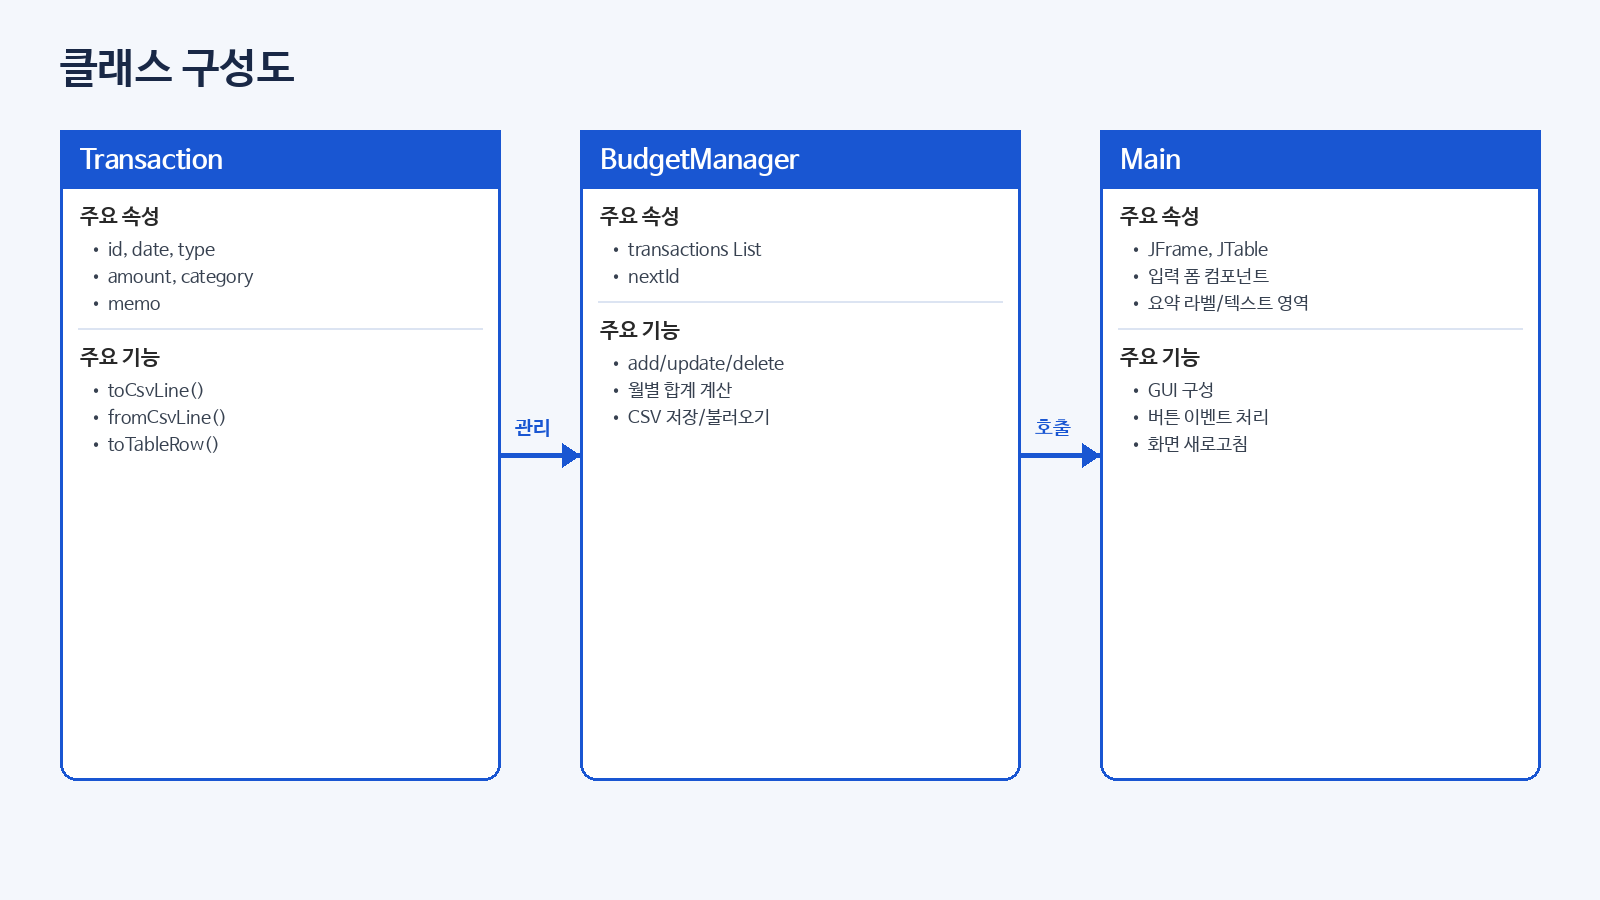 클래스 구성도
Transaction
주요 속성
• id, date, type
• amount, category
• memo
주요 기능
• toCsvLine()
• fromCsvLine()
• toTableRow()
관리
BudgetManager
주요 속성
• transactions List
• nextId
주요 기능
• add/update/delete
• 월별 합계 계산
• CSV 저장/불러오기
호출
Main
주요 속성
• JFrame, JTable
• 입력 폼 컴포넌트
• 요약 라벨/텍스트 영역
주요 기능
• GUI 구성
• 버튼 이벤트 처리
• 화면 새로고침